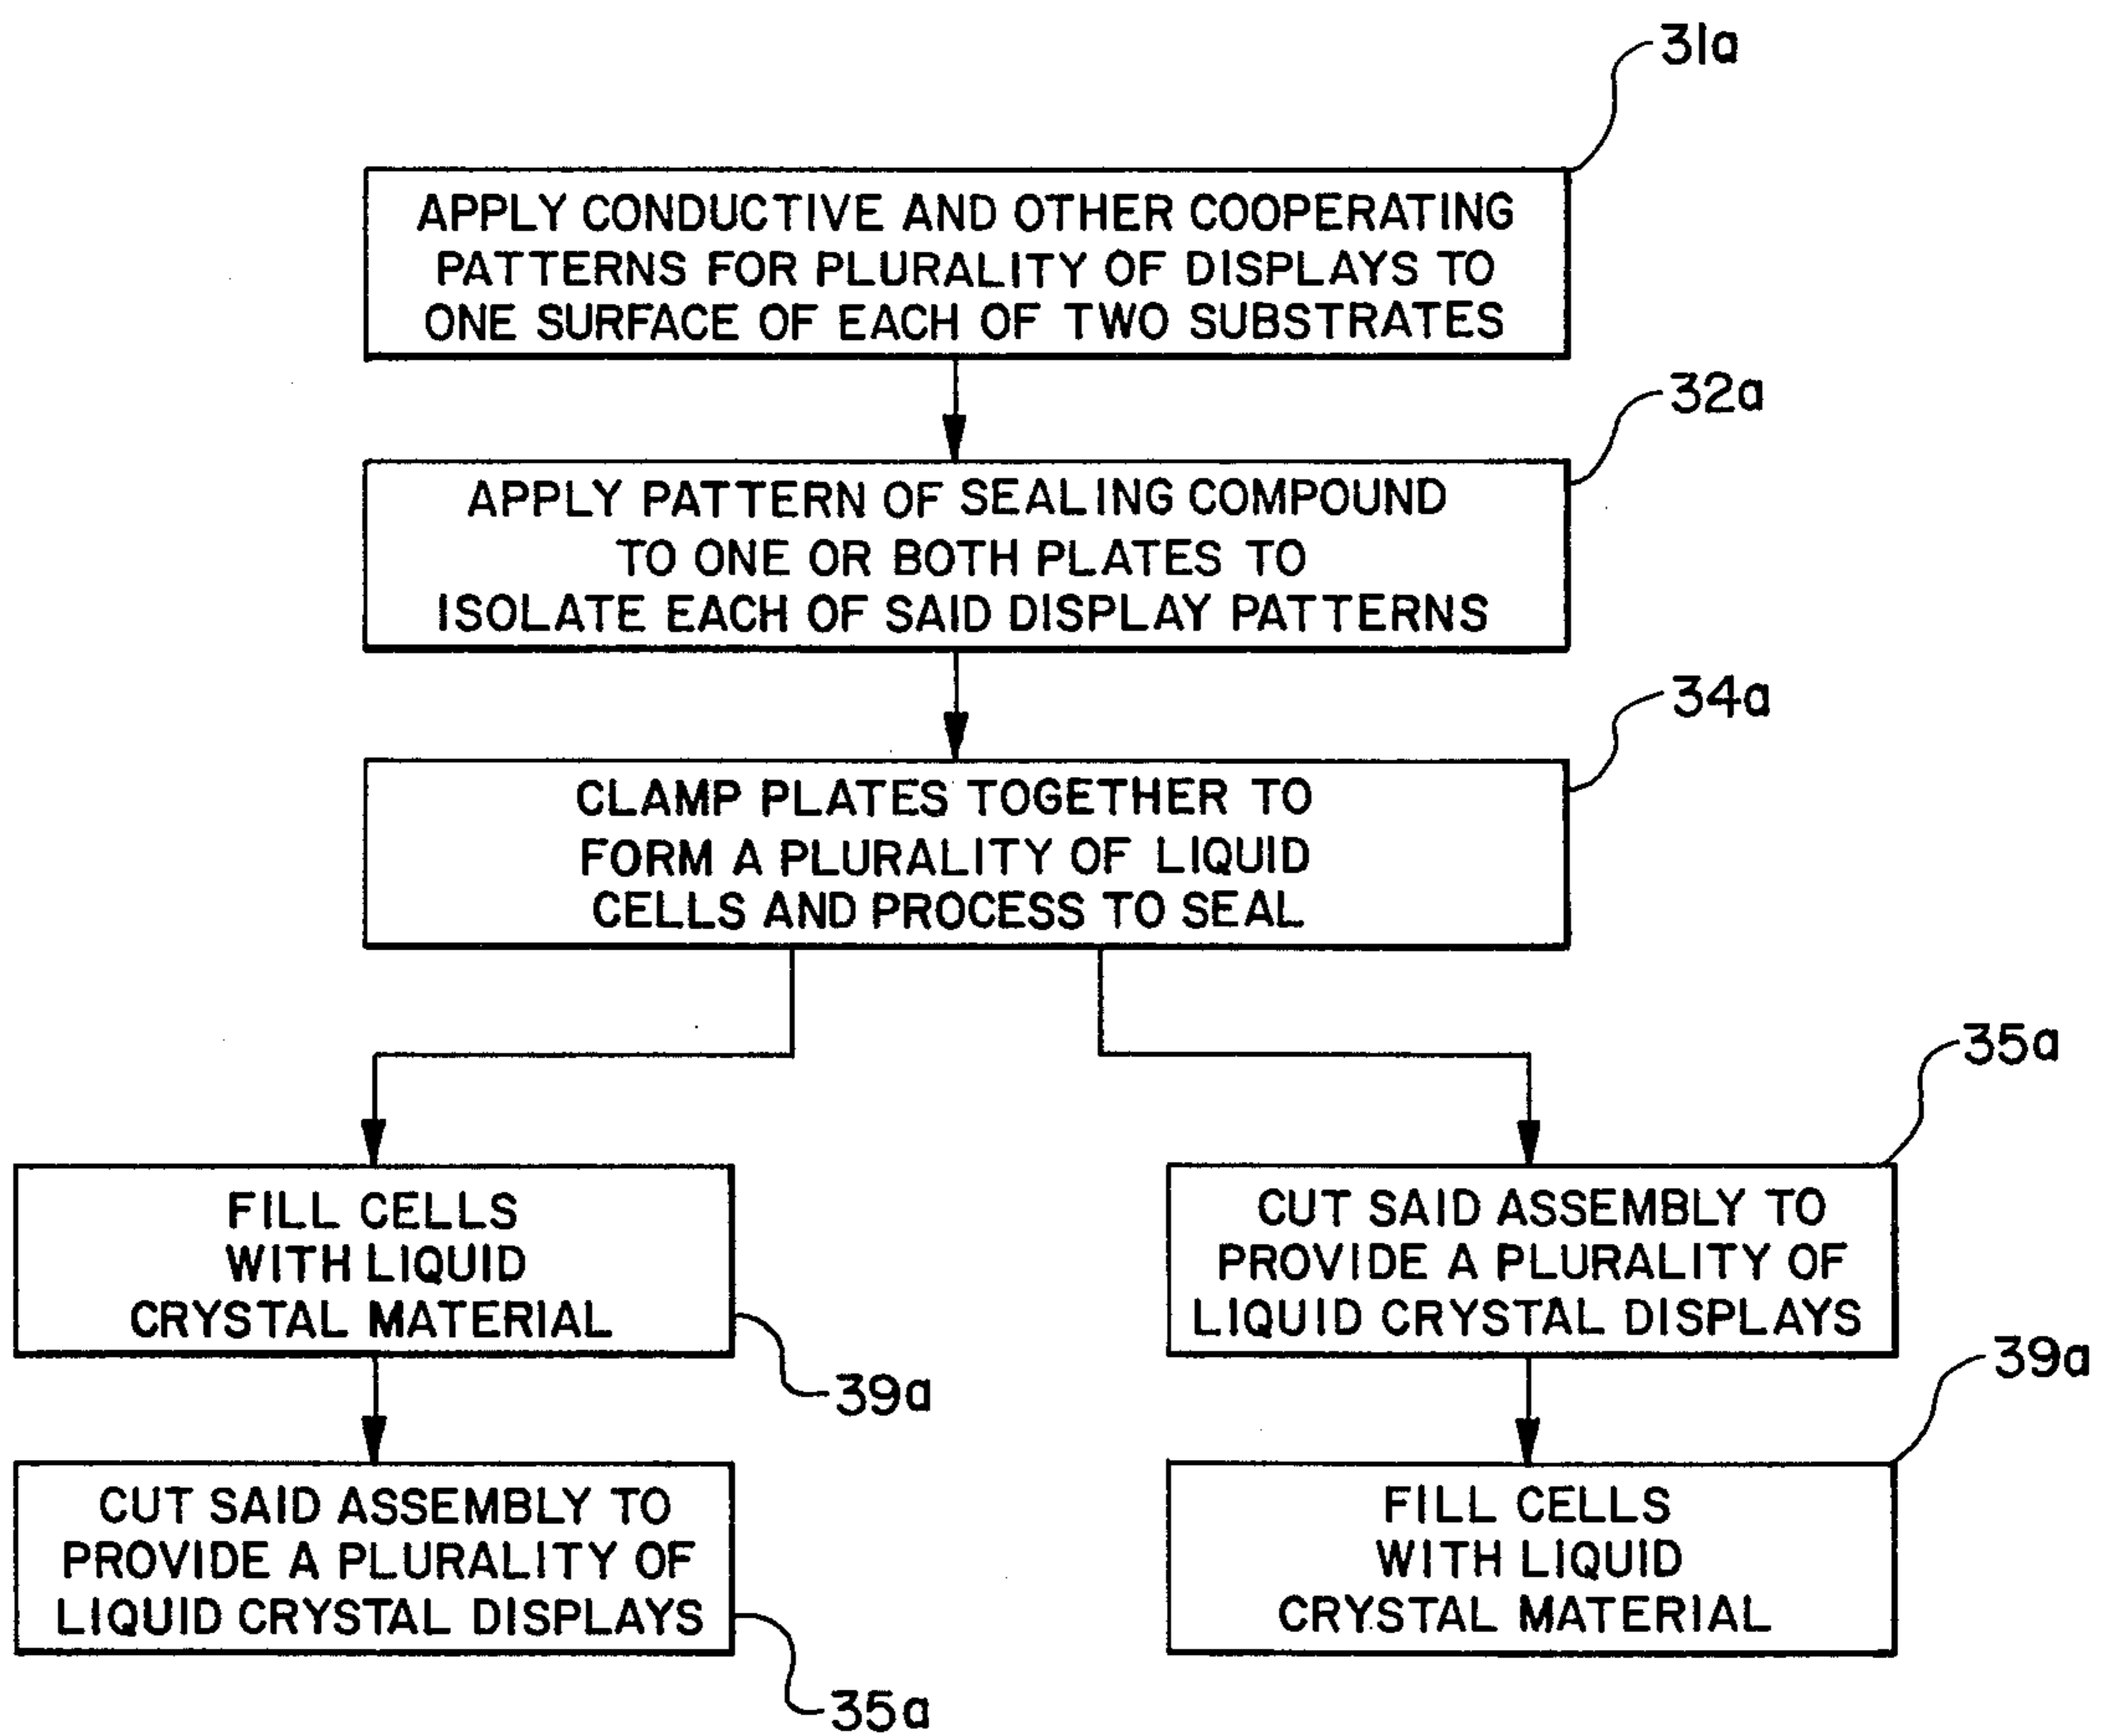 31a
APPLY CONDUCTIVE AND OTHER COOPERATING
PATTERNS FOR PLURALITY OF DISPLAYS TO
ONE SURFACE OF EACH OF TWO SUBSTRATES
32a
APPLY PATTERN OF SEALING COMPOUND
TO ONE OR BOTH PLATES TO
ISOLATE EACH OF SAID DISPLAY PATTERNS
34a
CLAMP PLATES TOGETHER TO
FORM A PLURALITY OF LIQUID
CELLS AND PROCESS TO SEAL
FILL CELLS
WITH LIQUID
CRYSTAL MATERIAL
39a
CUT SAID ASSEMBLY TO
PROVIDE A PLURALITY OF
LIQUID CRYSTAL DISPLAYS
35a
35a
CUT SAID ASSEMBLY TO
PROVIDE A PLURALITY OF
LIQUID CRYSTAL DISPLAYS
39a
FILL CELLS
WITH LIQUID
CRYSTAL MATERIAL